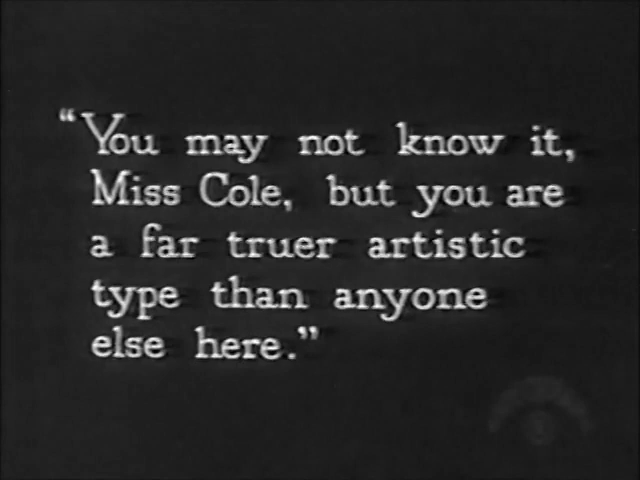 “You may not know it,
Miss Cole, but you are
a far truer artistic
type than anyone
else here.”